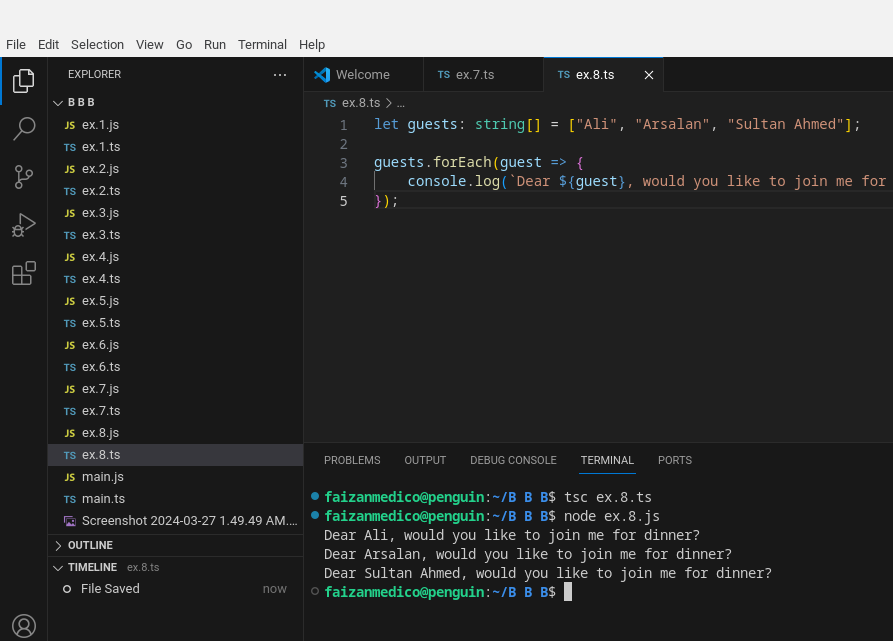 File Edit Selection View Go Run Terminal Help
EXPLORER ...
B B B
JS ex.1.js
TS ex.1.ts
JS ex.2.js
TS ex.2.ts
JS ex.3.js
TS ex.3.ts
JS ex.4.js
TS ex.4.ts
JS ex.5.js
TS ex.5.ts
JS ex.6.js
TS ex.6.ts
JS ex.7.js
TS ex.7.ts
JS ex.8.js
TS ex.8.ts
JS main.js
TS main.ts
Screenshot 2024-03-27 1.49.49 AM....
OUTLINE
TIMELINE ex.8.ts
File Saved now
Welcome TS ex.7.ts TS ex.8.ts
TS ex.8.ts > ...
1 let guests: string[] = ["Ali", "Arsalan", "Sultan Ahmed"];
2
3 guests.forEach(guest => {
4 console.log(`Dear ${guest}, would you like to join me for
5 });
PROBLEMS OUTPUT DEBUG CONSOLE TERMINAL PORTS
faizanmedico@penguin:~/B B B$ tsc ex.8.ts
faizanmedico@penguin:~/B B B$ node ex.8.js
Dear Ali, would you like to join me for dinner?
Dear Arsalan, would you like to join me for dinner?
Dear Sultan Ahmed, would you like to join me for dinner?
faizanmedico@penguin:~/B B B$